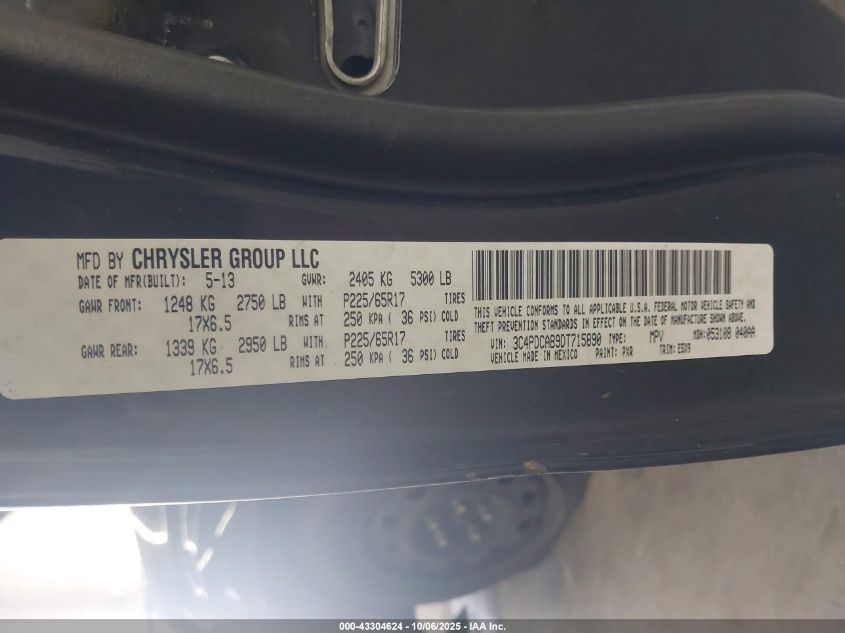 MFD BY CHRYSLER GROUP LLC
DATE OF MFR(BUILT): 5-13 GVWR: 2405 KG 5300 LB
GAWR FRONT: 1248 KG 2750 LB WITH P225/65R17 TIRES
17X6.5 RIMS AT 250 KPA ( 36 PSI) COLD
GAWR REAR: 1339 KG 2950 LB WITH P225/65R17 TIRES
17X6.5 RIMS AT 250 KPA ( 36 PSI) COLD
THIS VEHICLE CONFORMS TO ALL APPLICABLE U.S.A. FEDERAL MOTOR VEHICLE SAFETY AND
THEFT PREVENTION STANDARDS IN EFFECT ON THE DATE OF MANUFACTURE SHOWN ABOVE.
VIN: 3C4PDCAB9DT715890 TYPE: MPV MDH: 053108 040AA
VEHICLE MADE IN MEXICO PAINT: PXR TRIM: E5X9
000-43304624 - 10/06/2025 - IAA Inc.